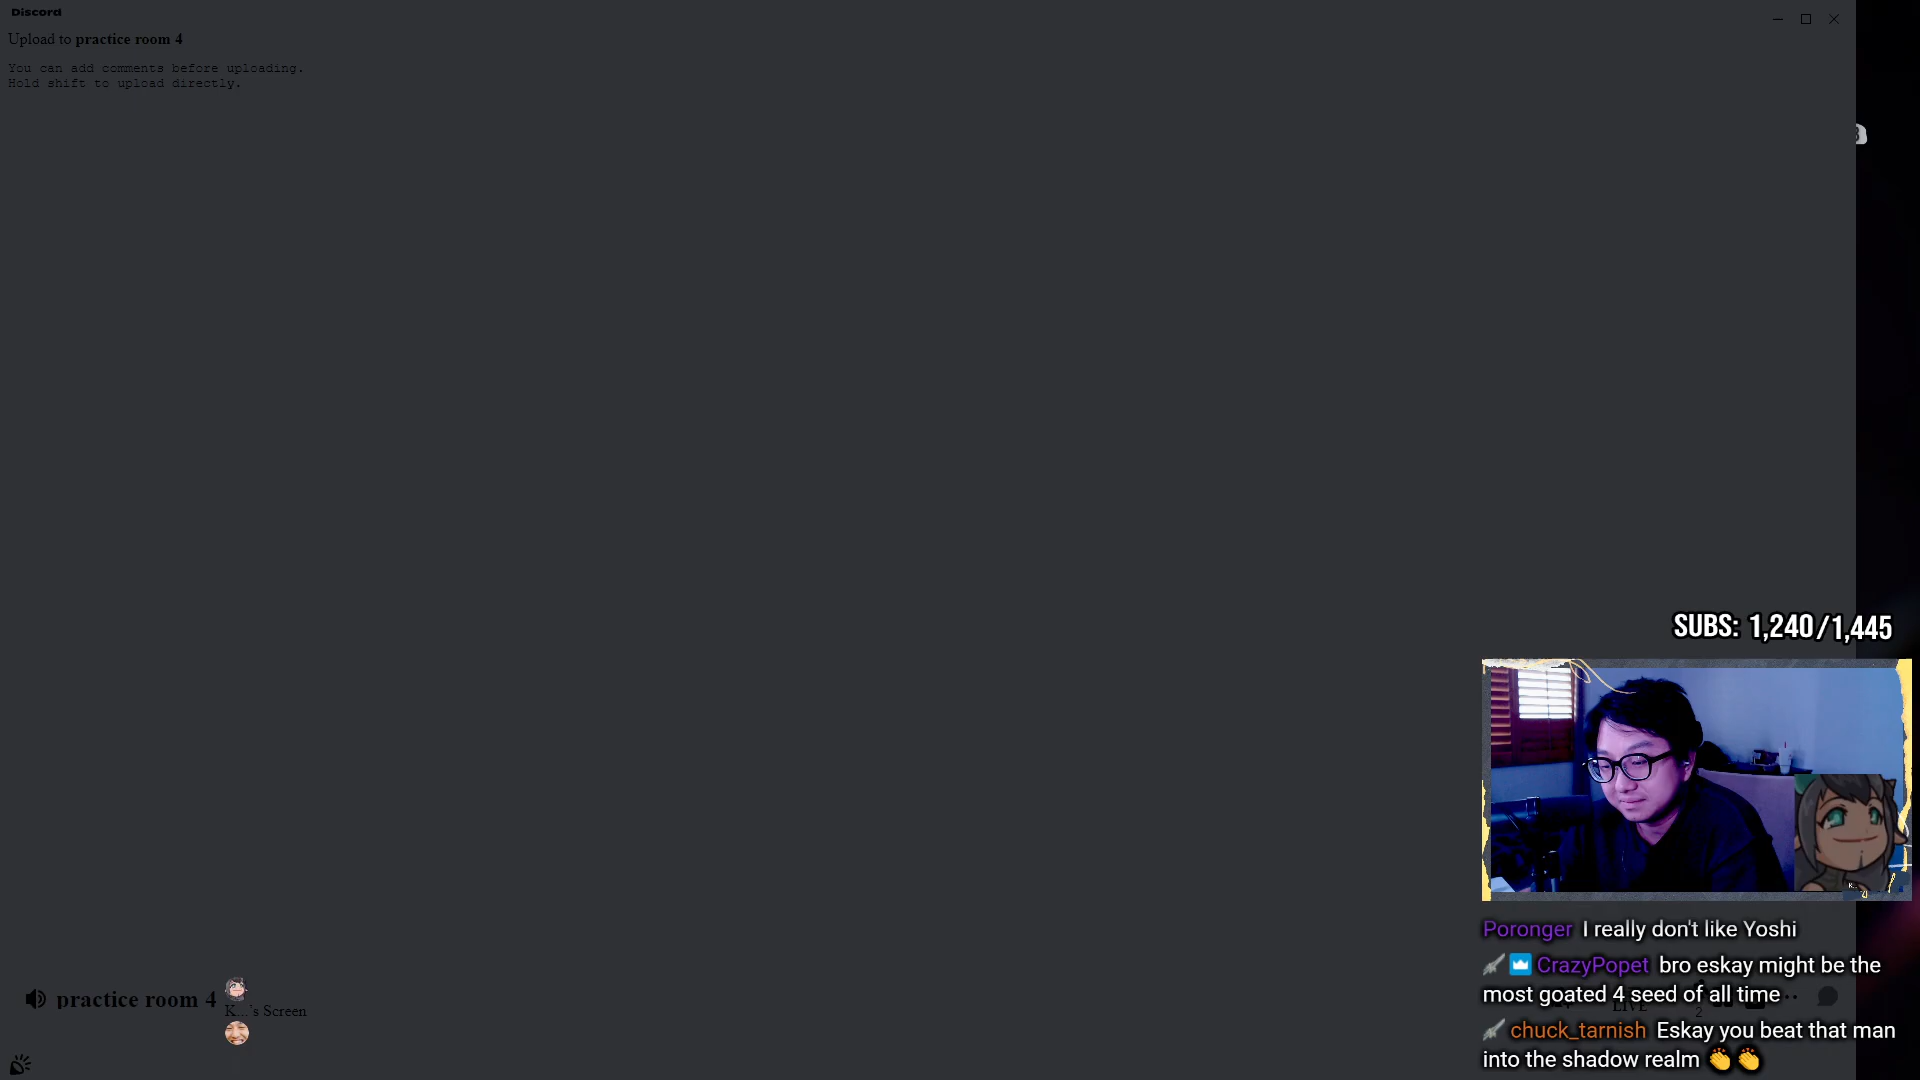 Discord
Upload to practice room 4
You can add comments before uploading.
Hold shift to upload directly.
SUBS: 1,240/1,445
Poronger I really don't like Yoshi
CrazyPopet bro eskay might be the
most goated 4 seed of all time
chuck_tarnish Eskay you beat that man
into the shadow realm 👏 👏
practice room 4
K...'s Screen
LIVE
2
K...